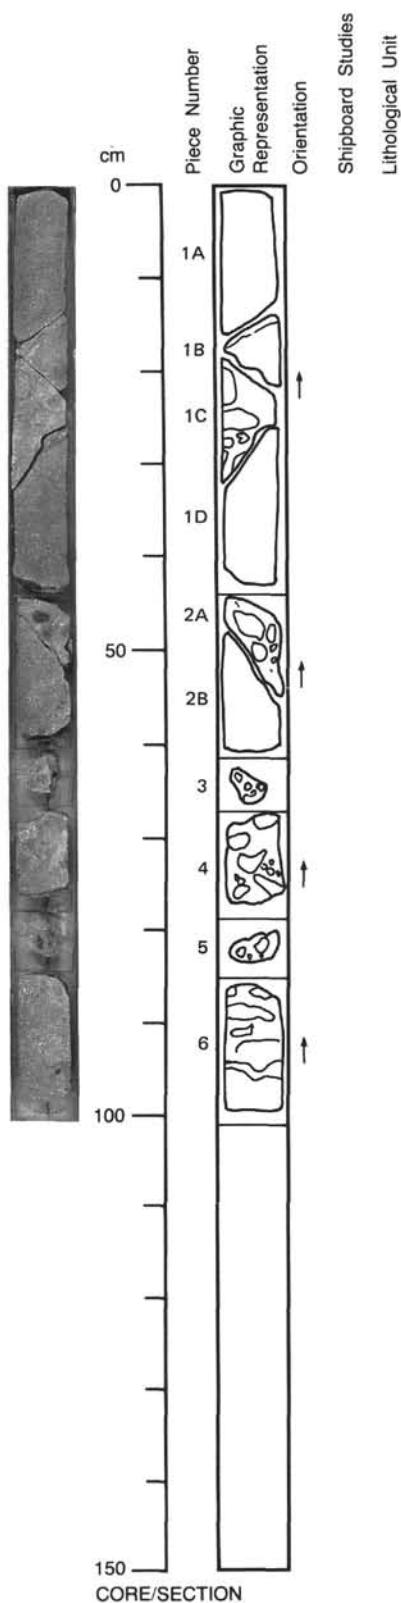 cm
Piece Number
Graphic
Representation
Orientation
Shipboard Studies
Lithological Unit
0
1A
1B
1C
1D
2A
50
2B
3
4
5
6
100
150
CORE/SECTION